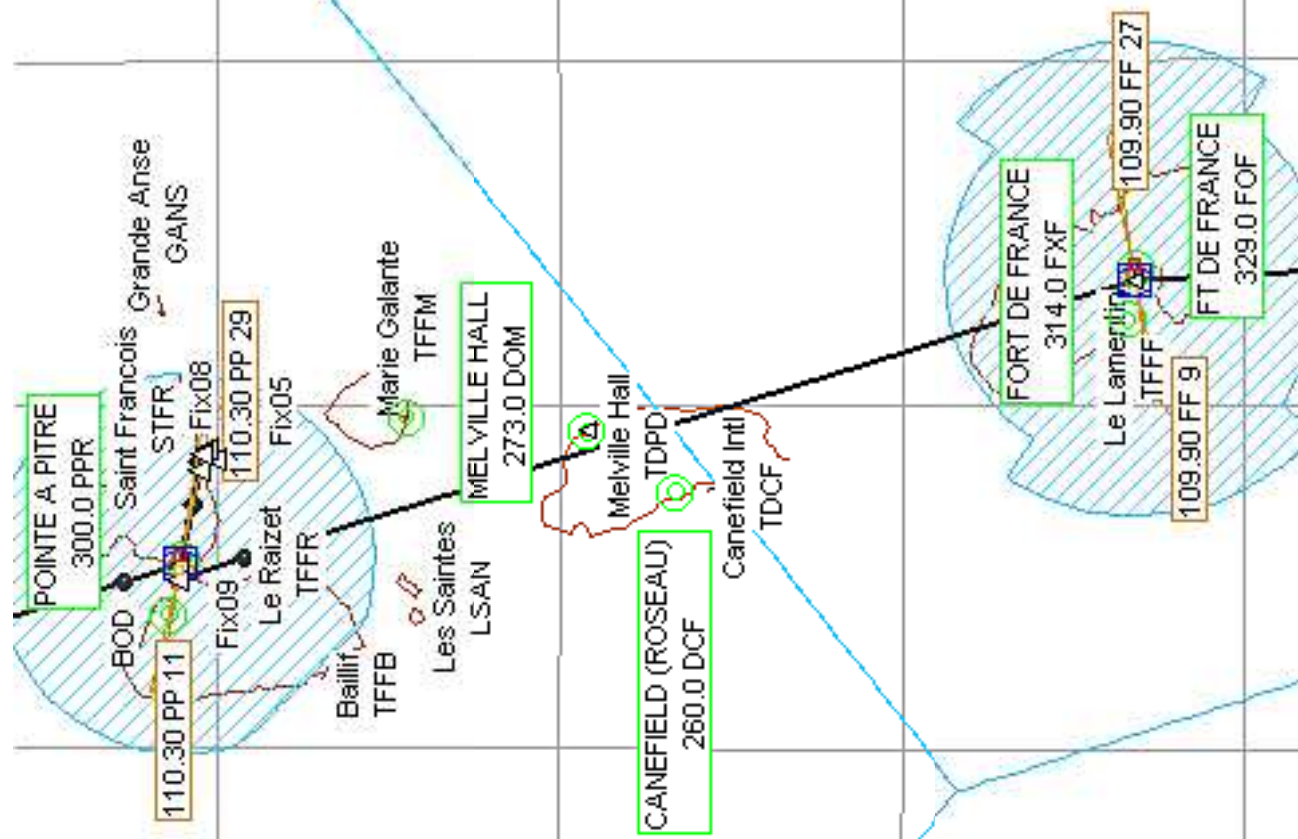 POINTE A PITRE
300.0 PPR
BOD
Saint Francois
STFR
Grande Anse
GANS
Fix08
110.30 PP 29
Fix05
110.30 PP 11
Fix09
Le Raizet
TFFR
Baillif
TFFB
Les Saintes
LSAN
Marie Galante
TFFM
MELVILLE HALL
273.0 DOM
Melville Hall
TDPD
CANEFIELD (ROSEAU)
260.0 DCF
Canefield Intl
TDCF
FORT DE FRANCE
314.0 FXF
109.90 FF 27
Le Lamentin
TFFF
109.90 FF 9
FT DE FRANCE
329.0 FOF